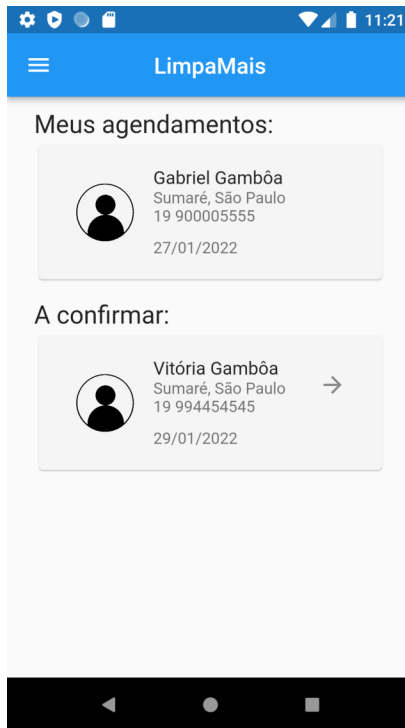 11:21
LimpaMais
Meus agendamentos:
Gabriel Gambôa
Sumaré, São Paulo
19 900005555
27/01/2022
A confirmar:
Vitória Gambôa
Sumaré, São Paulo
19 994454545
29/01/2022